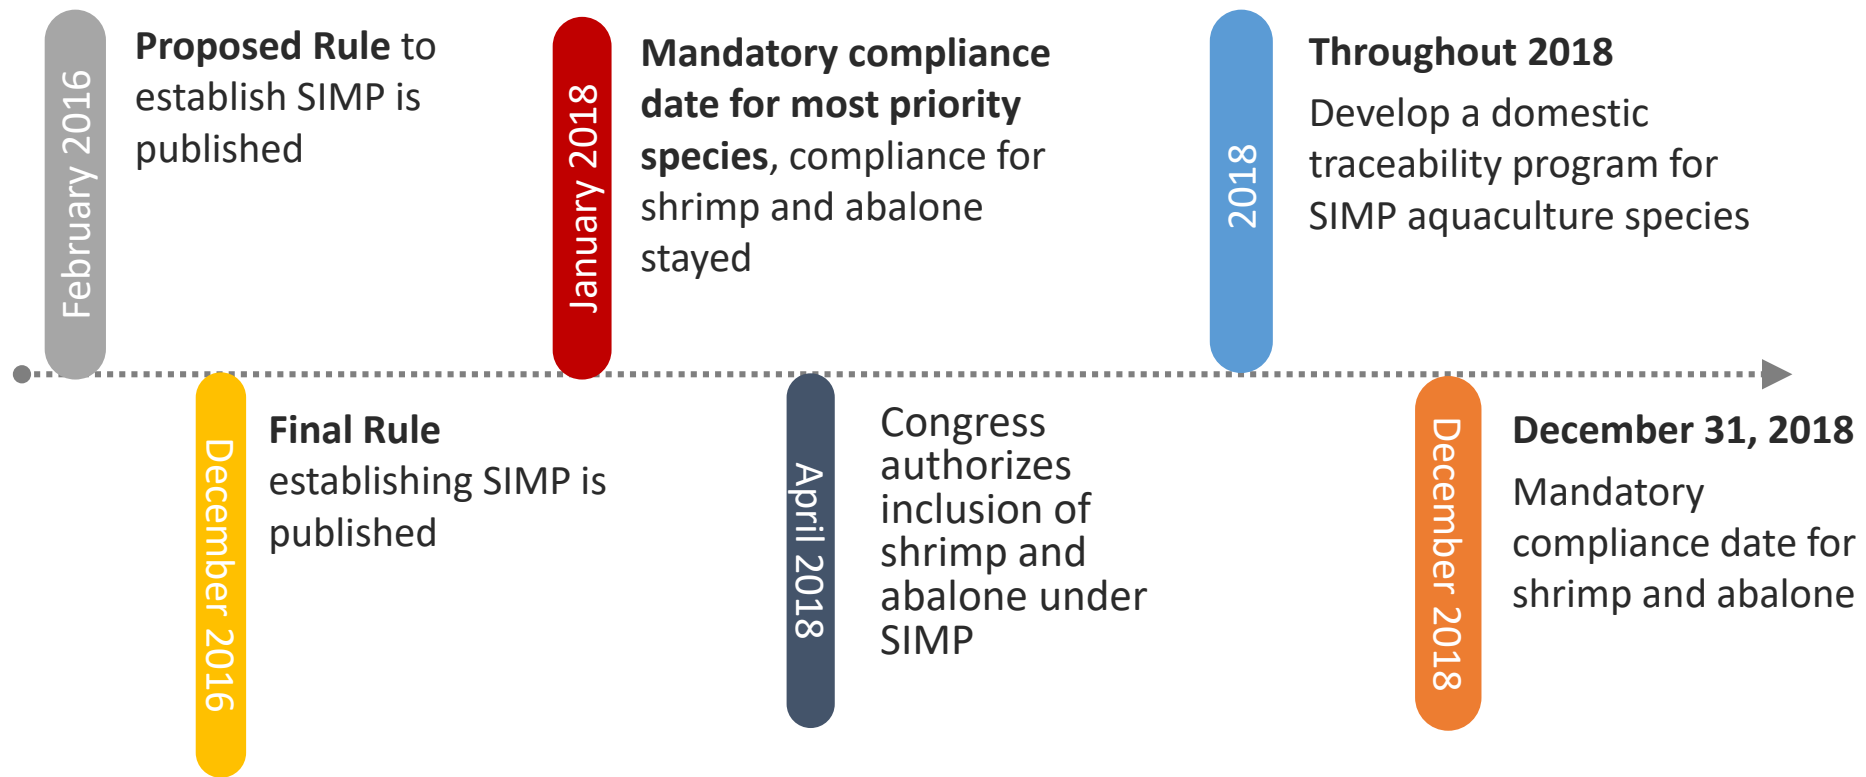 February 2016
Proposed Rule to
establish SIMP is
published
December 2016
Final Rule
establishing SIMP is
published
January 2018
Mandatory compliance
date for most priority
species, compliance for
shrimp and abalone
stayed
April 2018
Congress
authorizes
inclusion of
shrimp and
abalone under
SIMP
2018
Throughout 2018
Develop a domestic
traceability program for
SIMP aquaculture species
December 2018
December 31, 2018
Mandatory
compliance date for
shrimp and abalone